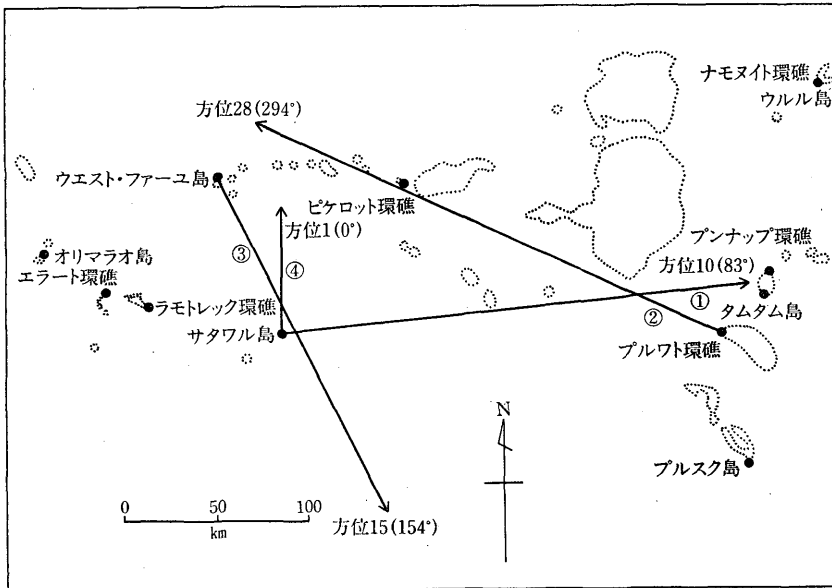 ナモヌイト環礁
ウルル島
方位28(294°)
ウエスト・ファーユ島
ピケロット環礁
方位1(0°)
プンナップ環礁
③
④
方位10(83°)
オリマラオ島
エラート環礁
①
ラモトレック環礁
②
タムタム島
サタワル島
プルワト環礁
N
プルスク島
0 50 100
km
方位15(154°)